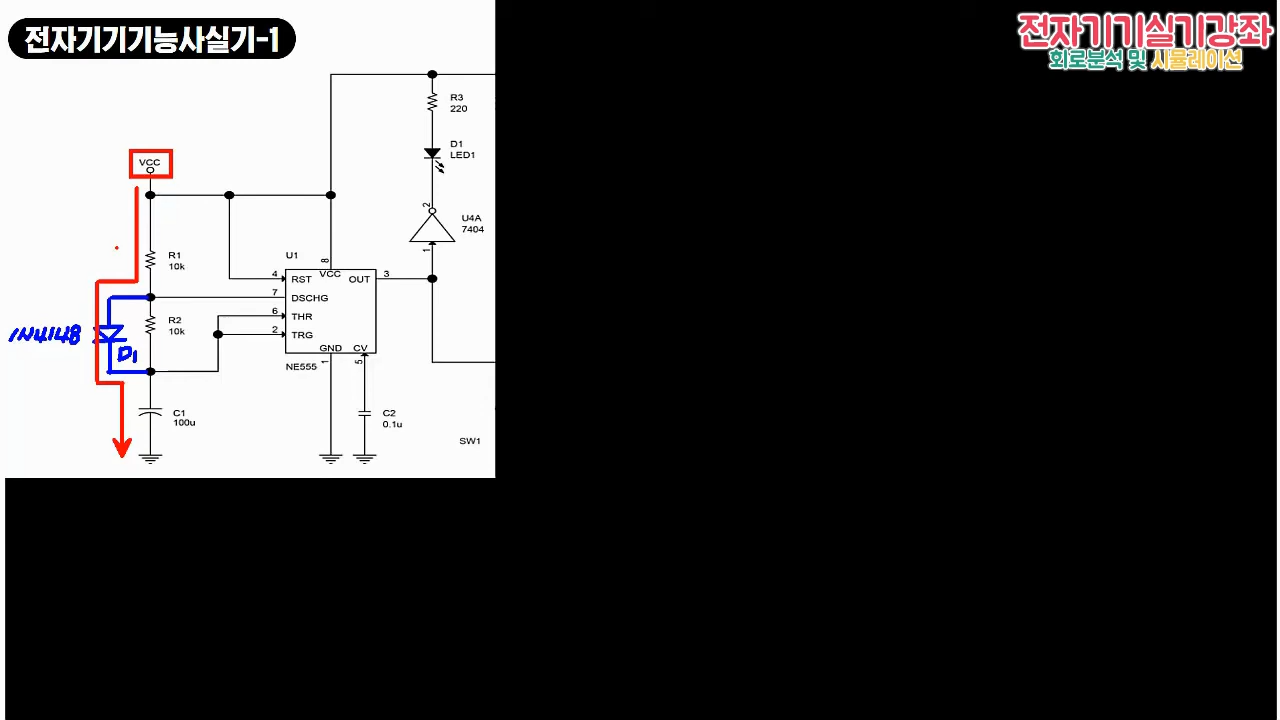 전자기기기능사실기-1
전자기기실기강좌
회로분석 및 시뮬레이션
R3
220
D1
LED1
VCC
2
U4A
7404
1
R1
10k
U1
8
VCC
4
RST
OUT
3
7
DSCHG
R2
10k
6
THR
2
TRG
1N4148
D1
GND
CV
1
5
NE555
C1
100u
C2
0.1u
SW1